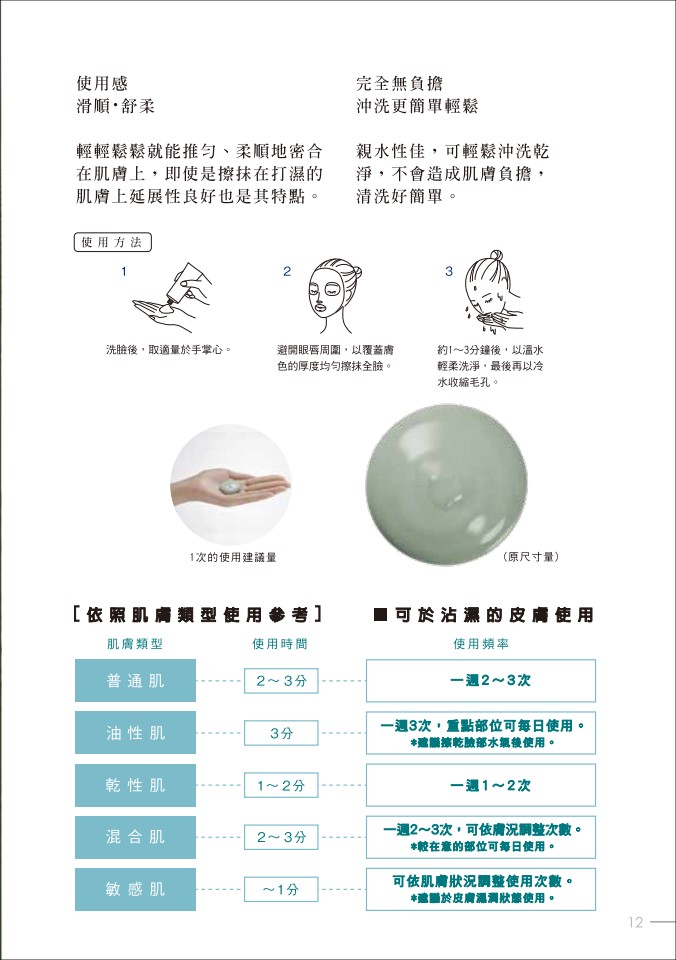 使用感
滑順・舒柔
輕輕鬆鬆就能推勻、柔順地密合
在肌膚上，即使是擦抹在打濕的
肌膚上延展性良好也是其特點。
完全無負擔
沖洗更簡單輕鬆
親水性佳，可輕鬆沖洗乾
淨，不會造成肌膚負擔，
清洗好簡單。
使用方法
1
洗臉後，取適量於手掌心。
2
避開眼唇周圍，以覆蓋膚
色的厚度均勻擦抹全臉。
3
約1～3分鐘後，以溫水
輕柔洗淨，最後再以冷
水收縮毛孔。
1次的使用建議量
（原尺寸量）
［依照肌膚類型使用參考］
■可於沾濕的皮膚使用
肌膚類型 使用時間 使用頻率
普通肌 2～3分 一週2～3次
油性肌 3分 一週3次，重點部位可每日使用。
*建議擦乾臉部水氣後使用。
乾性肌 1～2分 一週1～2次
混合肌 2～3分 一週2～3次，可依膚況調整次數。
*較在意的部位可每日使用。
敏感肌 ～1分 可依肌膚狀況調整使用次數。
*建議於皮膚濕潤狀態使用。
12